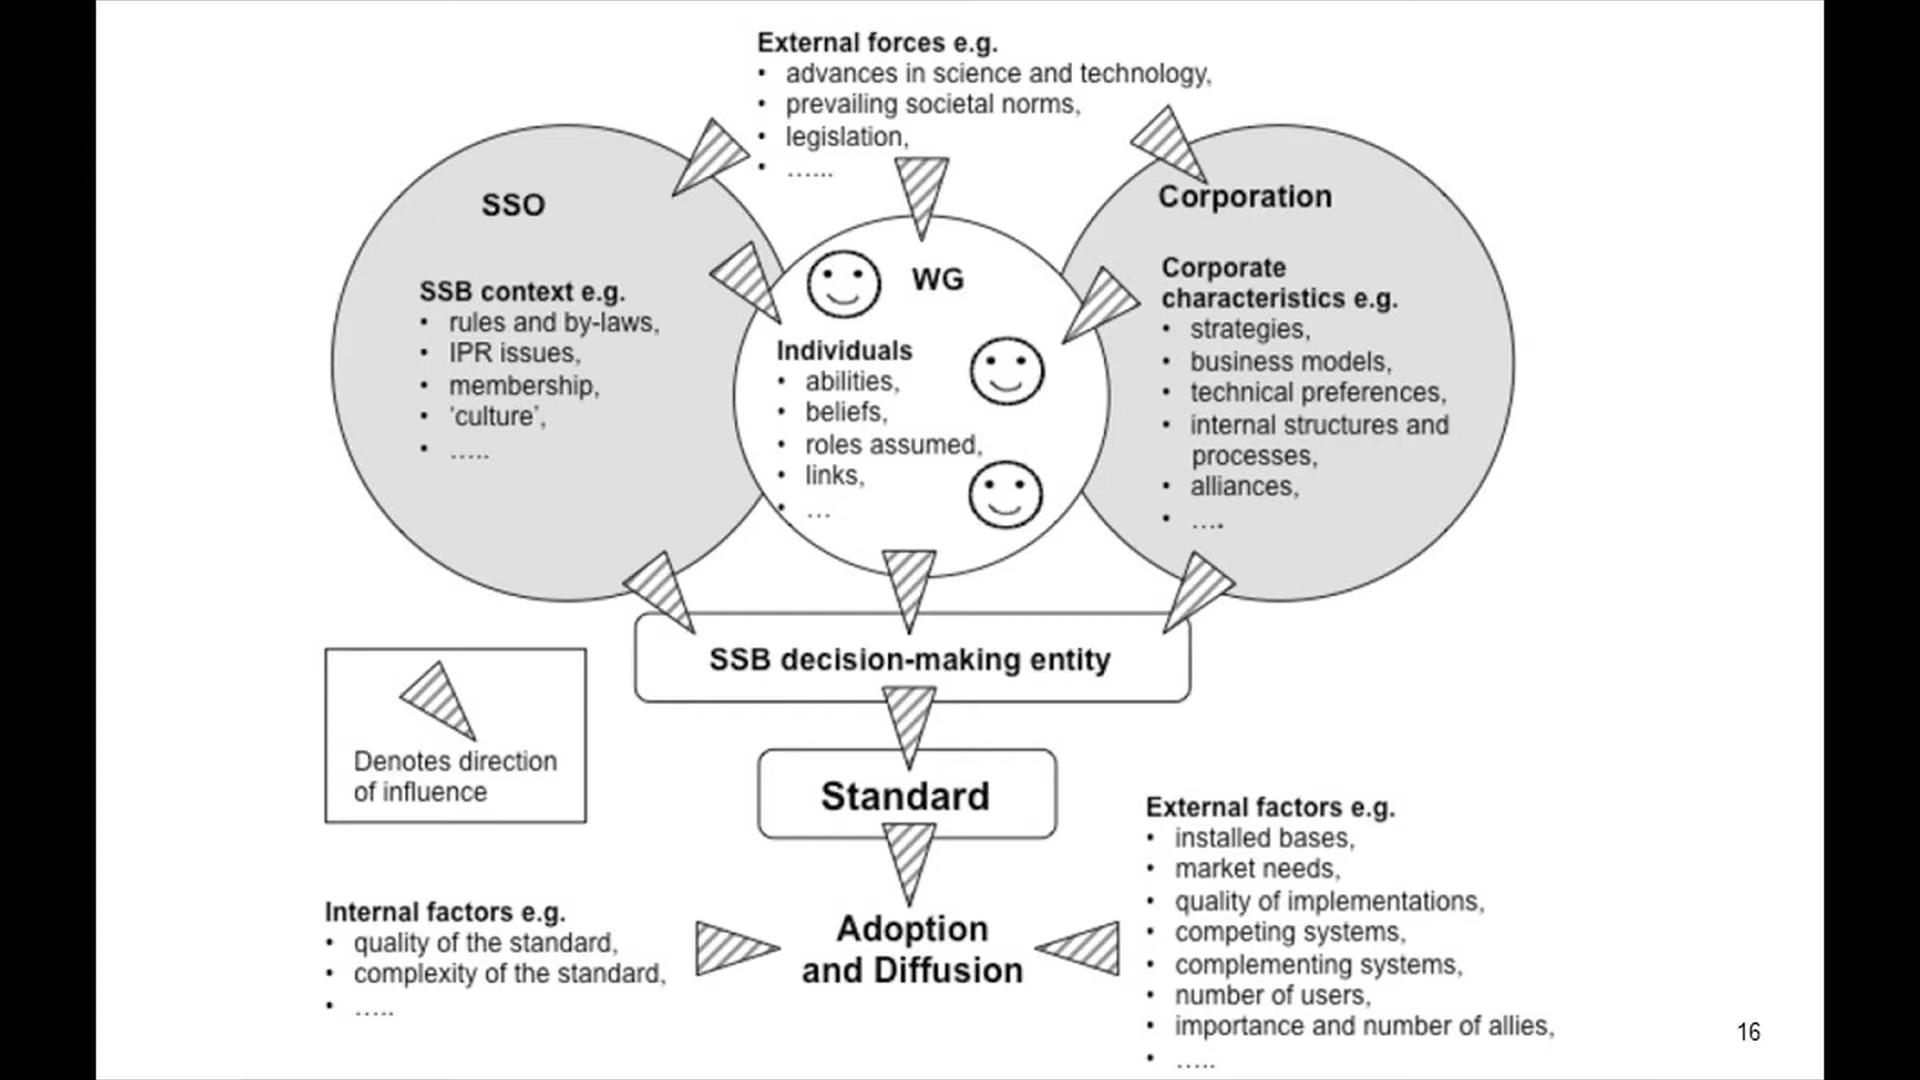 External forces e.g.
• advances in science and technology,
• prevailing societal norms,
• legislation,
• …...
SSO
SSB context e.g.
• rules and by-laws,
• IPR issues,
• membership,
• ‘culture’,
• …..
WG
Individuals
• abilities,
• beliefs,
• roles assumed,
• links,
• …
Corporation
Corporate
characteristics e.g.
• strategies,
• business models,
• technical preferences,
• internal structures and
processes,
• alliances,
• ….
SSB decision-making entity
Denotes direction
of influence
Standard
Internal factors e.g.
• quality of the standard,
• complexity of the standard,
• …..
Adoption
and Diffusion
External factors e.g.
• installed bases,
• market needs,
• quality of implementations,
• competing systems,
• complementing systems,
• number of users,
• importance and number of allies,
• …..
16